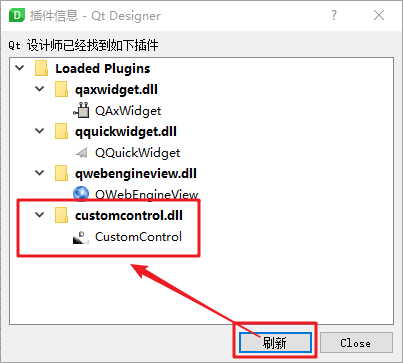 插件信息 - Qt Designer
Qt 设计师已经找到如下插件
Loaded Plugins
qaxwidget.dll
QAxWidget
qquickwidget.dll
QQuickWidget
qwebengineview.dll
QWebEngineView
customcontrol.dll
CustomControl
刷新
Close